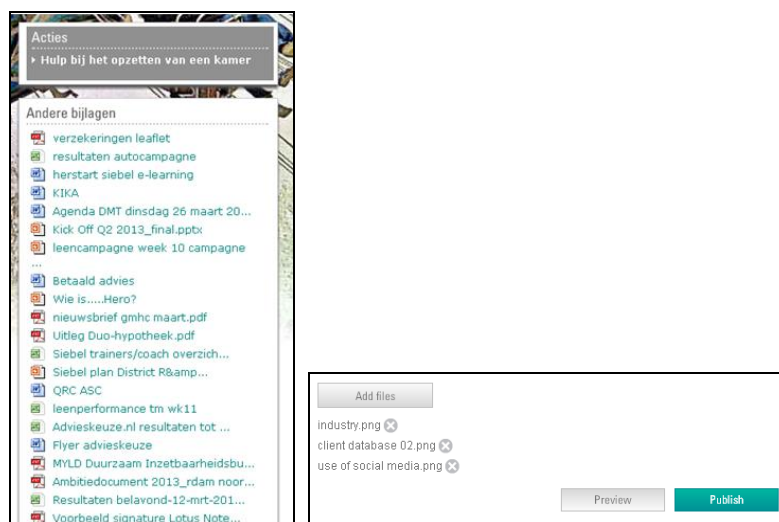 Acties
Hulp bij het opzetten van een kamer
Andere bijlagen
verzekeringen leaflet
resultaten autocampagne
herstart siebel e-learning
KIKA
Agenda DMT dinsdag 26 maart 20...
Kick Off Q2 2013_final.pptx
leencampagne week 10 campagne
...
Betaald advies
Wie is.....Hero?
nieuwsbrief gmhc maart.pdf
Uitleg Duo-hypotheek.pdf
Siebel trainers/coach overzich...
Siebel plan District R&amp...
QRC ASC
leenperformance tm wk11
Advieskeuze.nl resultaten tot ...
Flyer advieskeuze
MYLD Duurzaam Inzetbaarheidsbu...
Ambitiedocument 2013_rdam noor...
Resultaten belavond-12-mrt-201...
Voorbeeld signature Lotus Note...
Add files
industry.png
client database 02.png
use of social media.png
Preview
Publish